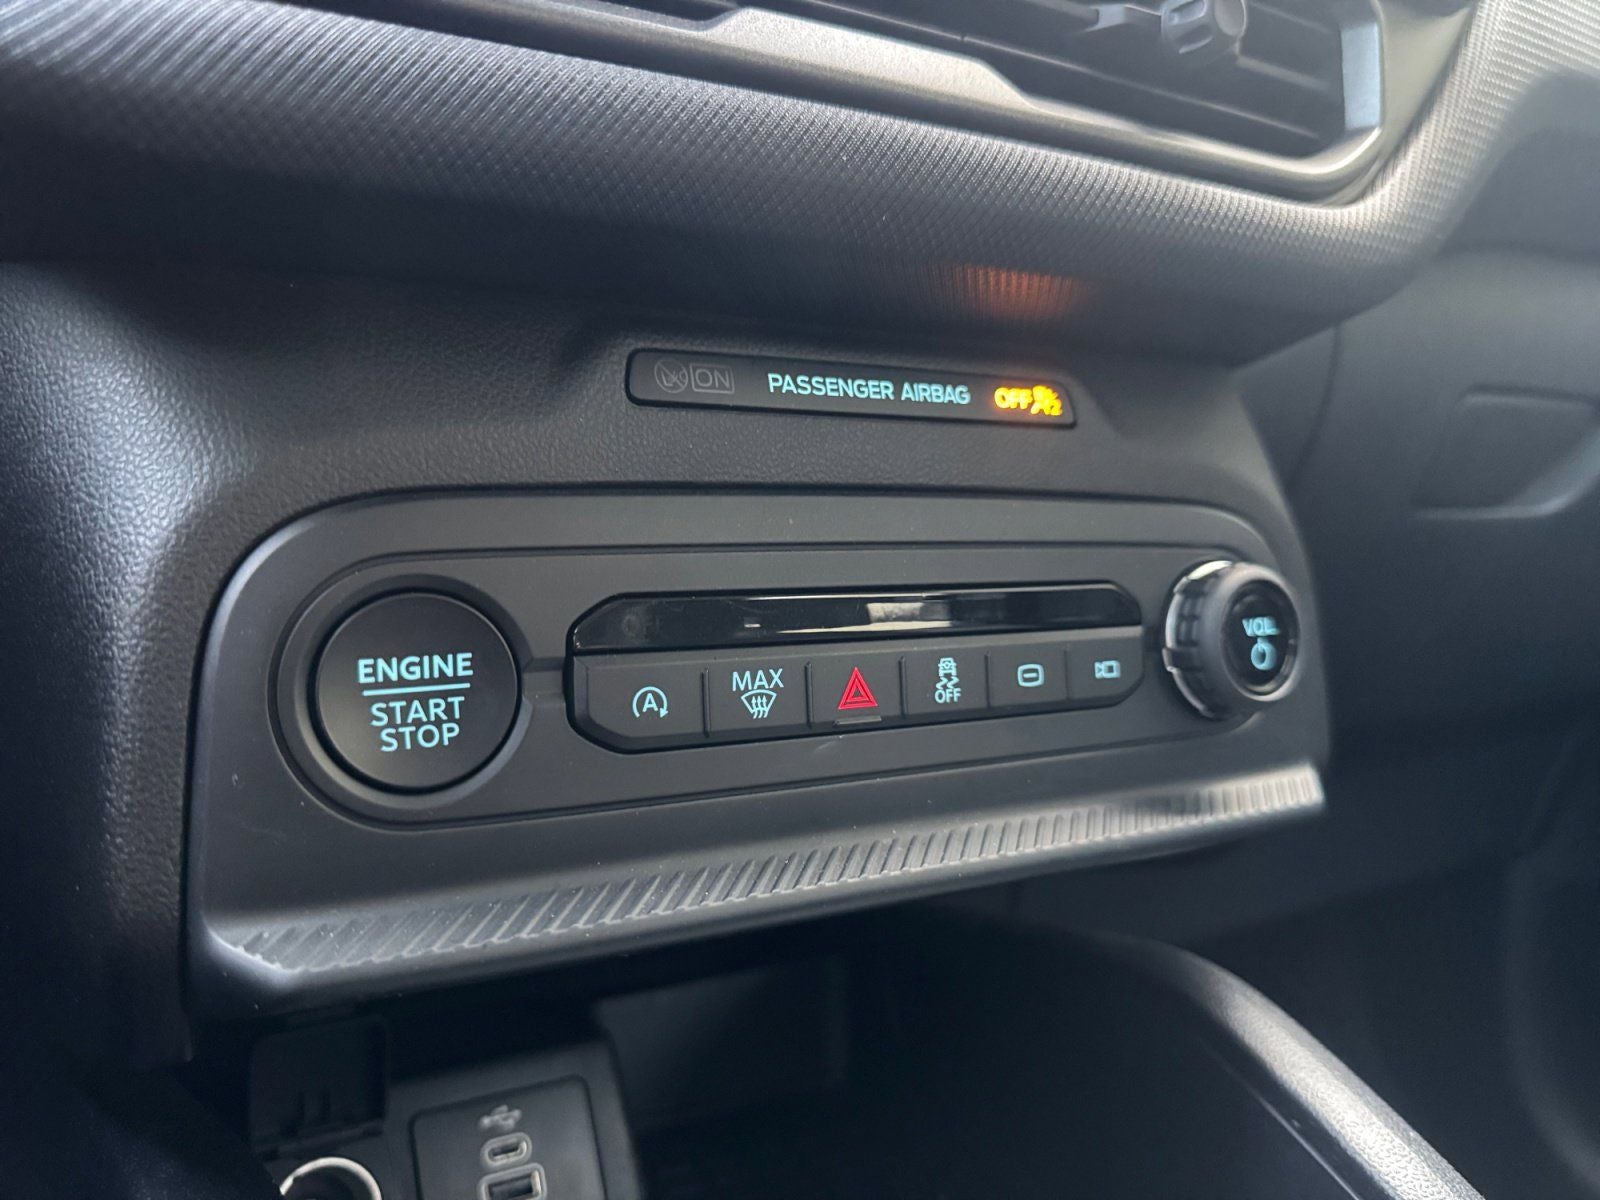 ON PASSENGER AIRBAG OFF
ENGINE
START
STOP
A
MAX
OFF
VOL